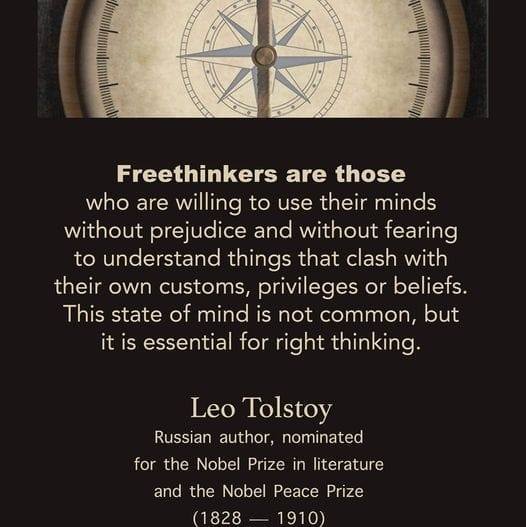 Freethinkers are those
who are willing to use their minds
without prejudice and without fearing
to understand things that clash with
their own customs, privileges or beliefs.
This state of mind is not common, but
it is essential for right thinking.
Leo Tolstoy
Russian author, nominated
for the Nobel Prize in literature
and the Nobel Peace Prize
(1828 — 1910)